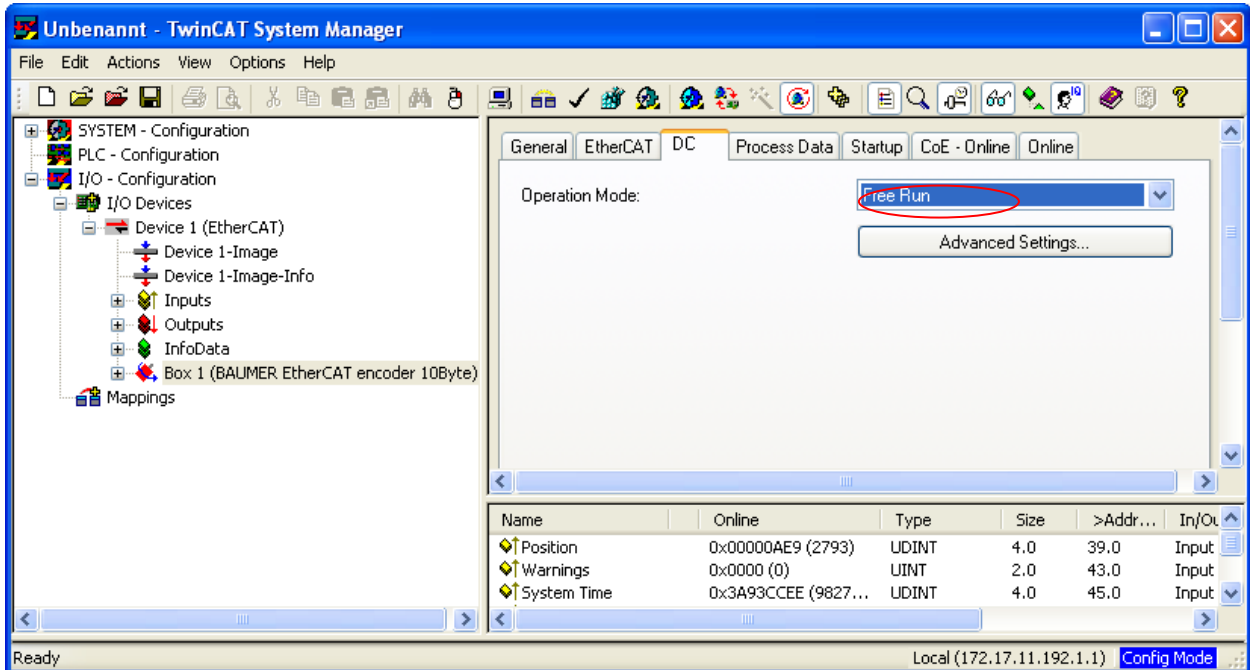 Unbenannt - TwinCAT System Manager
File Edit Actions View Options Help
SYSTEM - Configuration
PLC - Configuration
I/O - Configuration
I/O Devices
Device 1 (EtherCAT)
Device 1-Image
Device 1-Image-Info
Inputs
Outputs
InfoData
Box 1 (BAUMER EtherCAT encoder 10Byte)
Mappings
General EtherCAT DC Process Data Startup CoE - Online Online
Operation Mode: Free Run
Advanced Settings...
Name Online Type Size >Addr... In/Ou
Position 0x00000AE9 (2793) UDINT 4.0 39.0 Input
Warnings 0x0000 (0) UINT 2.0 43.0 Input
System Time 0x3A93CCEE (9827... UDINT 4.0 45.0 Input
Ready Local (172.17.11.192.1.1) Config Mode